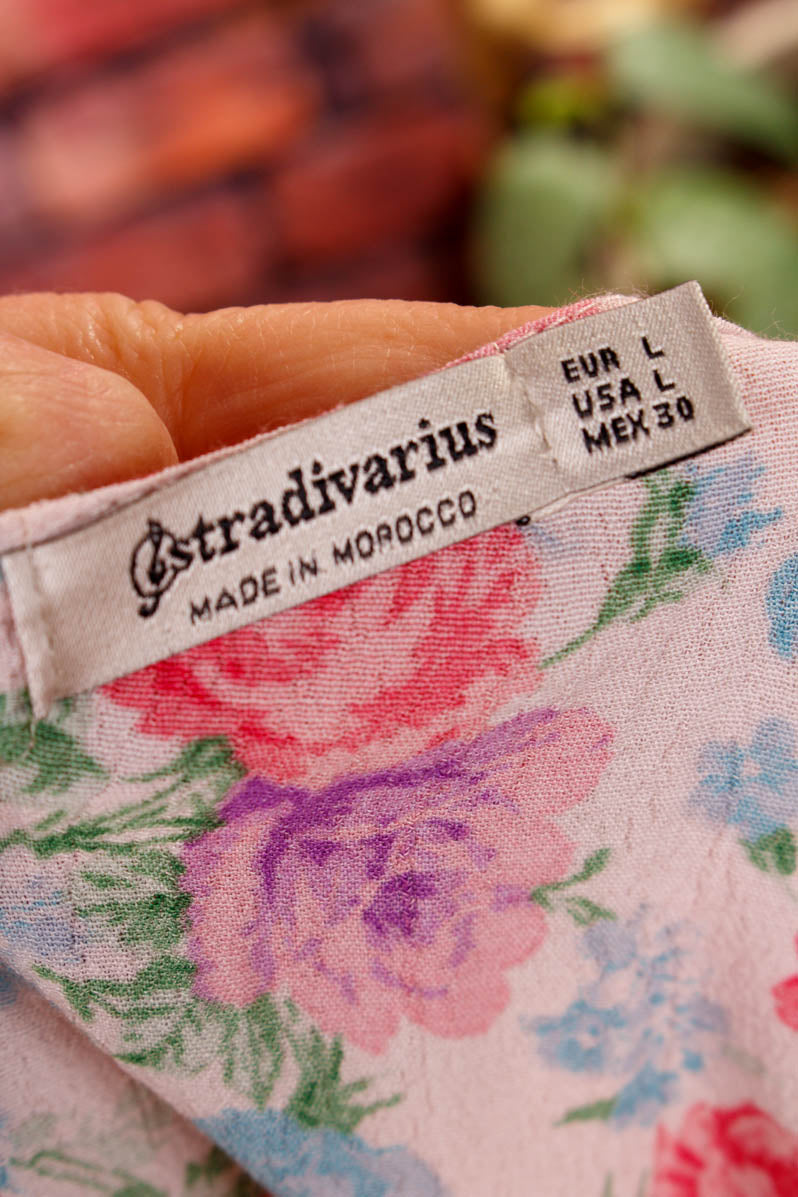 stradivarius
MADE IN MOROCCO
EUR L
USA L
MEX 30